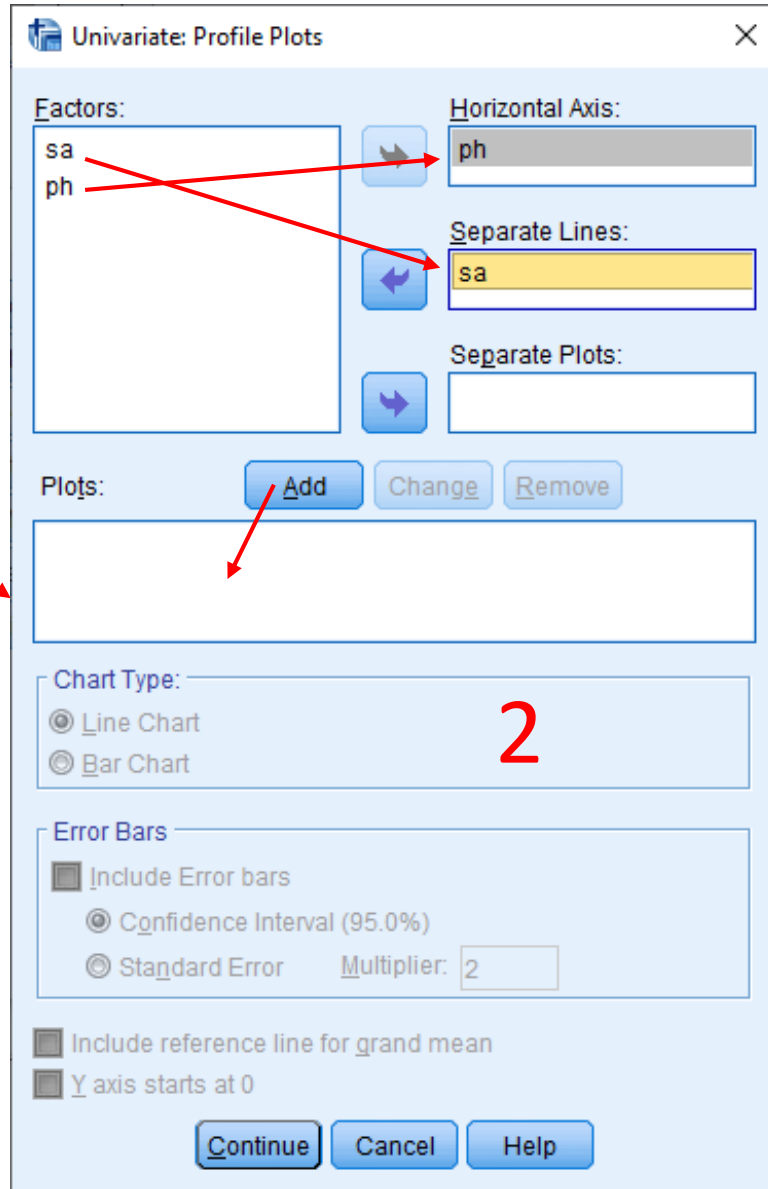 Univariate: Profile Plots
Factors:
sa
ph
Horizontal Axis:
ph
Separate Lines:
sa
Separate Plots:
Plots:
Add
Change
Remove
Chart Type:
Line Chart
Bar Chart
2
Error Bars
Include Error bars
Confidence Interval (95.0%)
Standard Error Multiplier: 2
Include reference line for grand mean
Y axis starts at 0
Continue
Cancel
Help